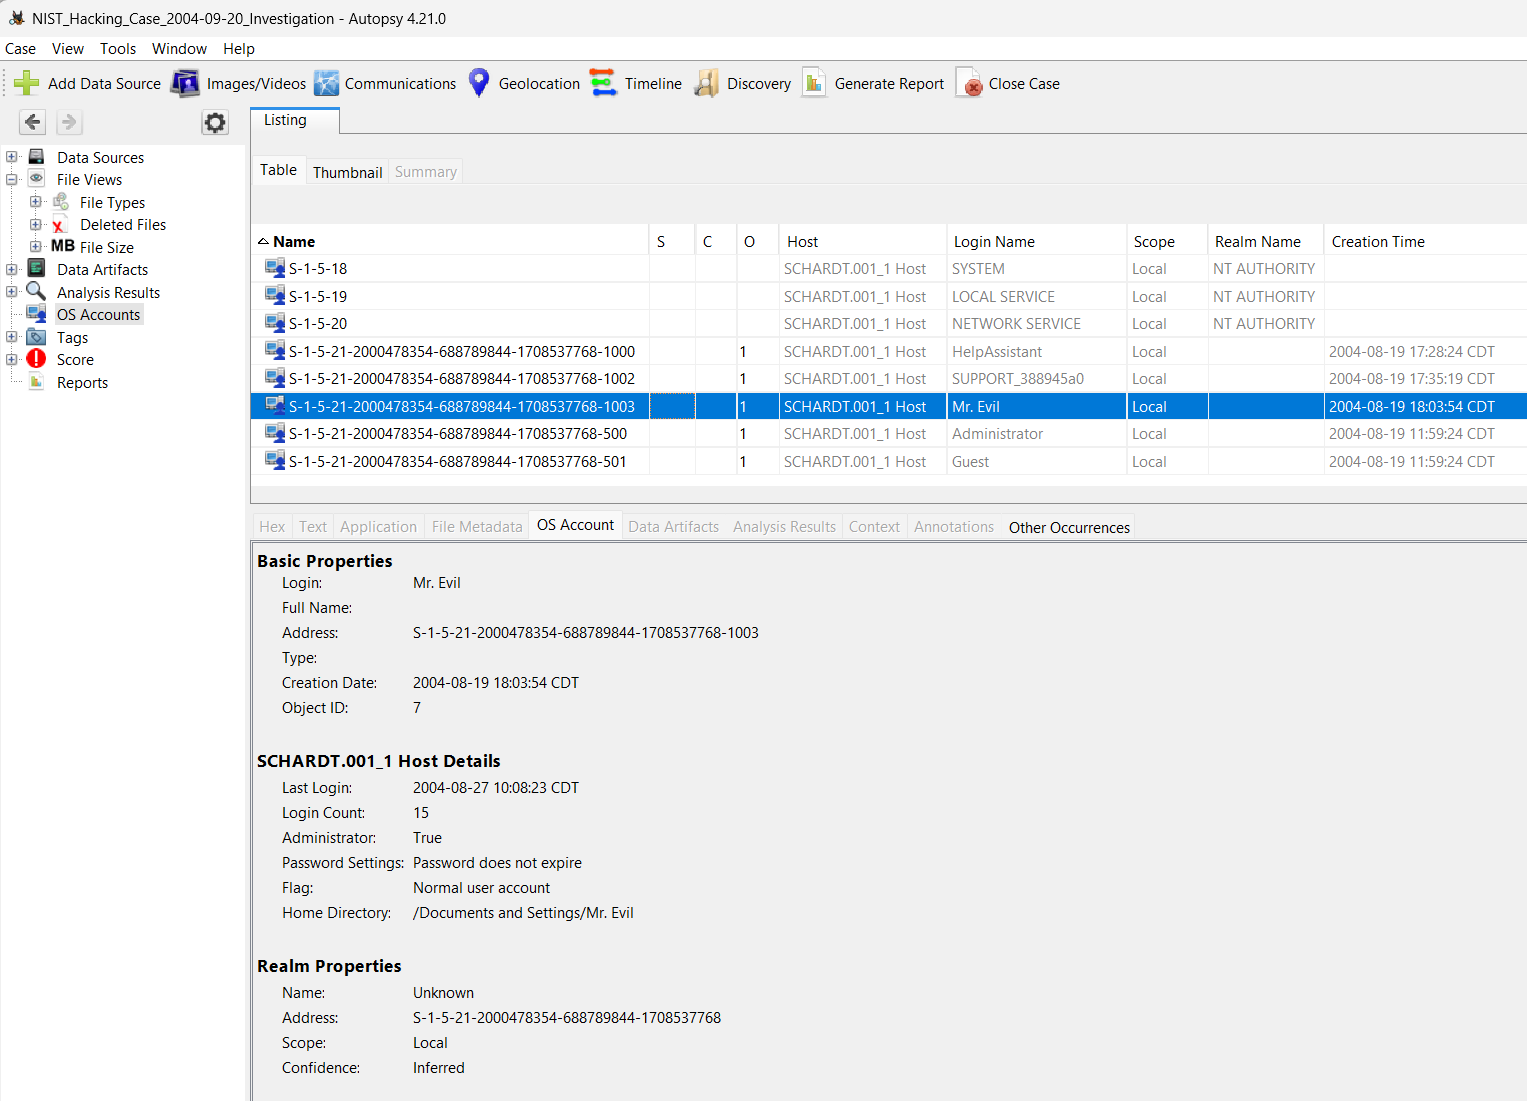 NIST_Hacking_Case_2004-09-20_Investigation - Autopsy 4.21.0
Case View Tools Window Help
Add Data Source Images/Videos Communications Geolocation Timeline Discovery Generate Report Close Case
Data Sources
File Views
File Types
Deleted Files
MB File Size
Data Artifacts
Analysis Results
OS Accounts
Tags
Score
Reports
Listing
Table Thumbnail Summary
Name S C O Host Login Name Scope Realm Name Creation Time
S-1-5-18 SCHARDT.001_1 Host SYSTEM Local NT AUTHORITY
S-1-5-19 SCHARDT.001_1 Host LOCAL SERVICE Local NT AUTHORITY
S-1-5-20 SCHARDT.001_1 Host NETWORK SERVICE Local NT AUTHORITY
S-1-5-21-2000478354-688789844-1708537768-1000 1 SCHARDT.001_1 Host HelpAssistant Local 2004-08-19 17:28:24 CDT
S-1-5-21-2000478354-688789844-1708537768-1002 1 SCHARDT.001_1 Host SUPPORT_388945a0 Local 2004-08-19 17:35:19 CDT
S-1-5-21-2000478354-688789844-1708537768-1003 1 SCHARDT.001_1 Host Mr. Evil Local 2004-08-19 18:03:54 CDT
S-1-5-21-2000478354-688789844-1708537768-500 1 SCHARDT.001_1 Host Administrator Local 2004-08-19 11:59:24 CDT
S-1-5-21-2000478354-688789844-1708537768-501 1 SCHARDT.001_1 Host Guest Local 2004-08-19 11:59:24 CDT
Hex Text Application File Metadata OS Account Data Artifacts Analysis Results Context Annotations Other Occurrences
Basic Properties
Login: Mr. Evil
Full Name:
Address: S-1-5-21-2000478354-688789844-1708537768-1003
Type:
Creation Date: 2004-08-19 18:03:54 CDT
Object ID: 7
SCHARDT.001_1 Host Details
Last Login: 2004-08-27 10:08:23 CDT
Login Count: 15
Administrator: True
Password Settings: Password does not expire
Flag: Normal user account
Home Directory: /Documents and Settings/Mr. Evil
Realm Properties
Name: Unknown
Address: S-1-5-21-2000478354-688789844-1708537768
Scope: Local
Confidence: Inferred